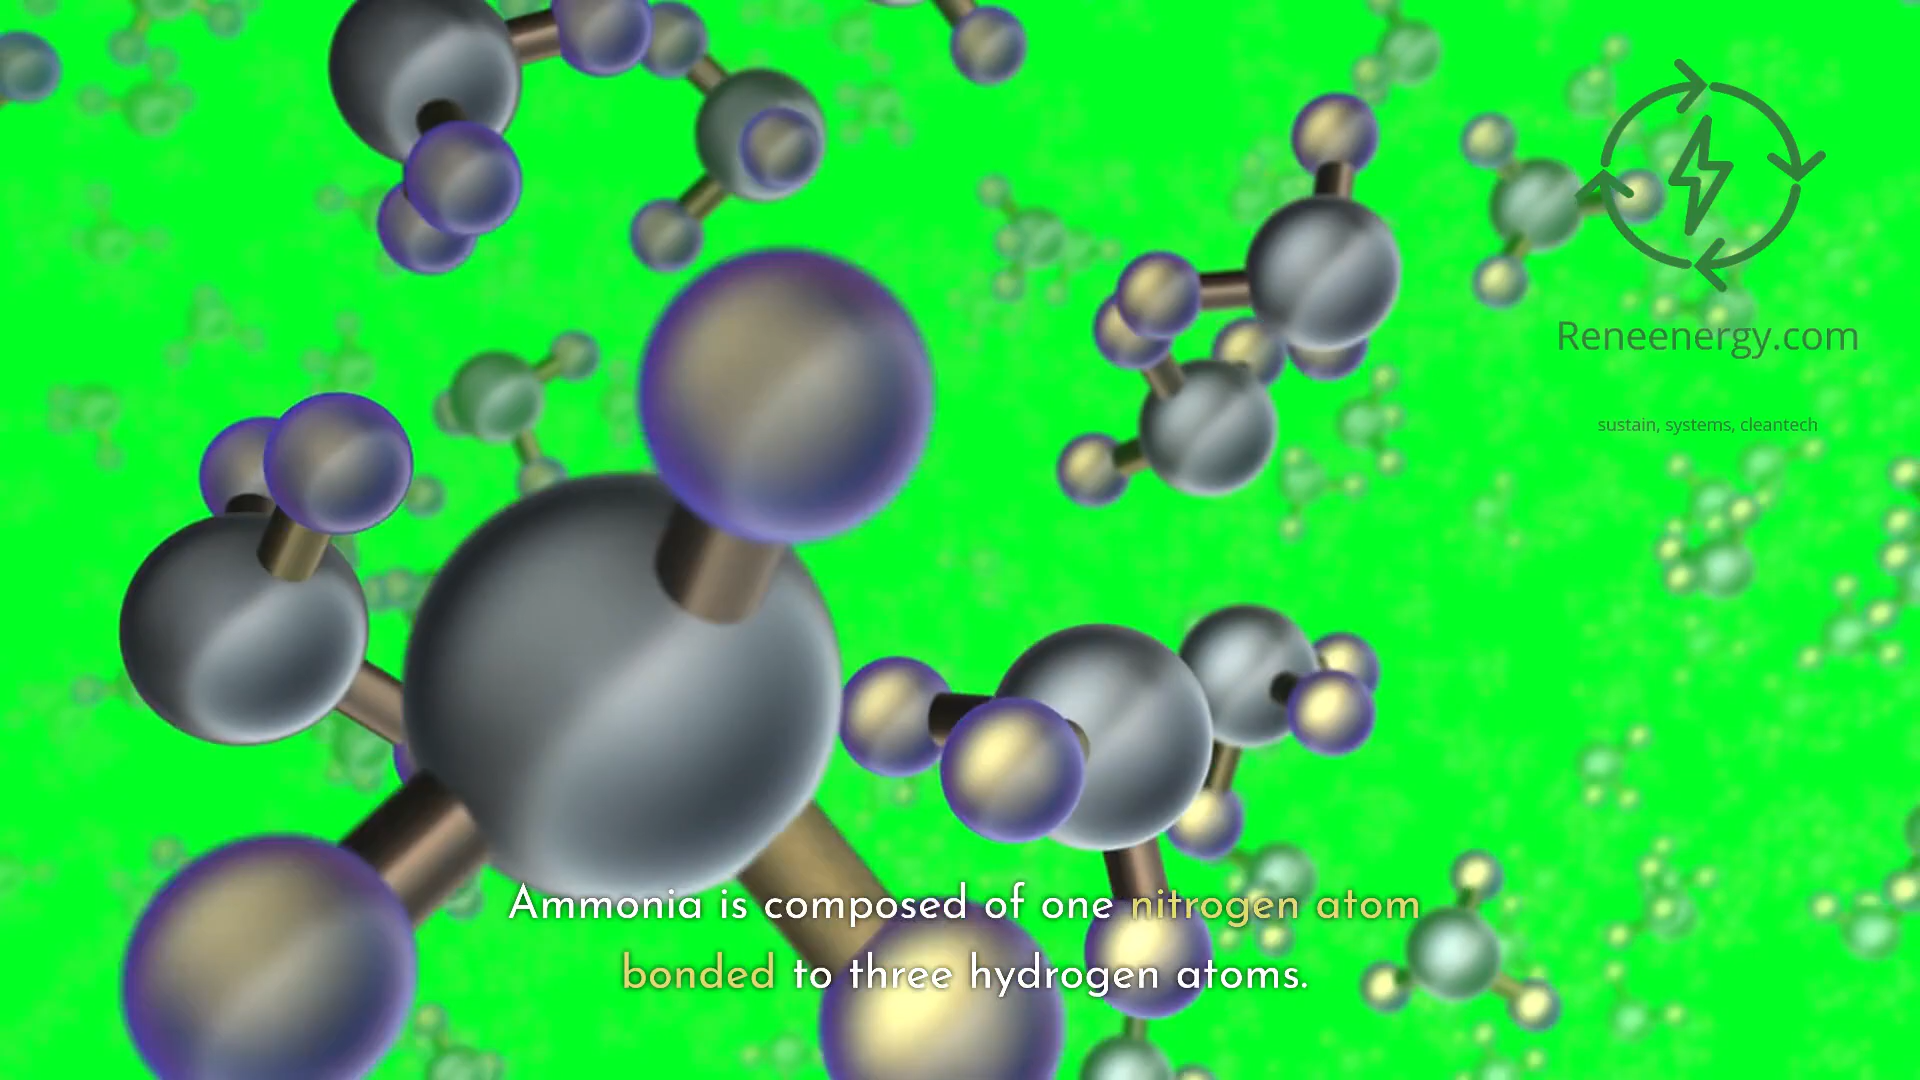 Reneenergy.com
sustain, systems, cleantech
Ammonia is composed of one nitrogen atom
bonded to three hydrogen atoms.